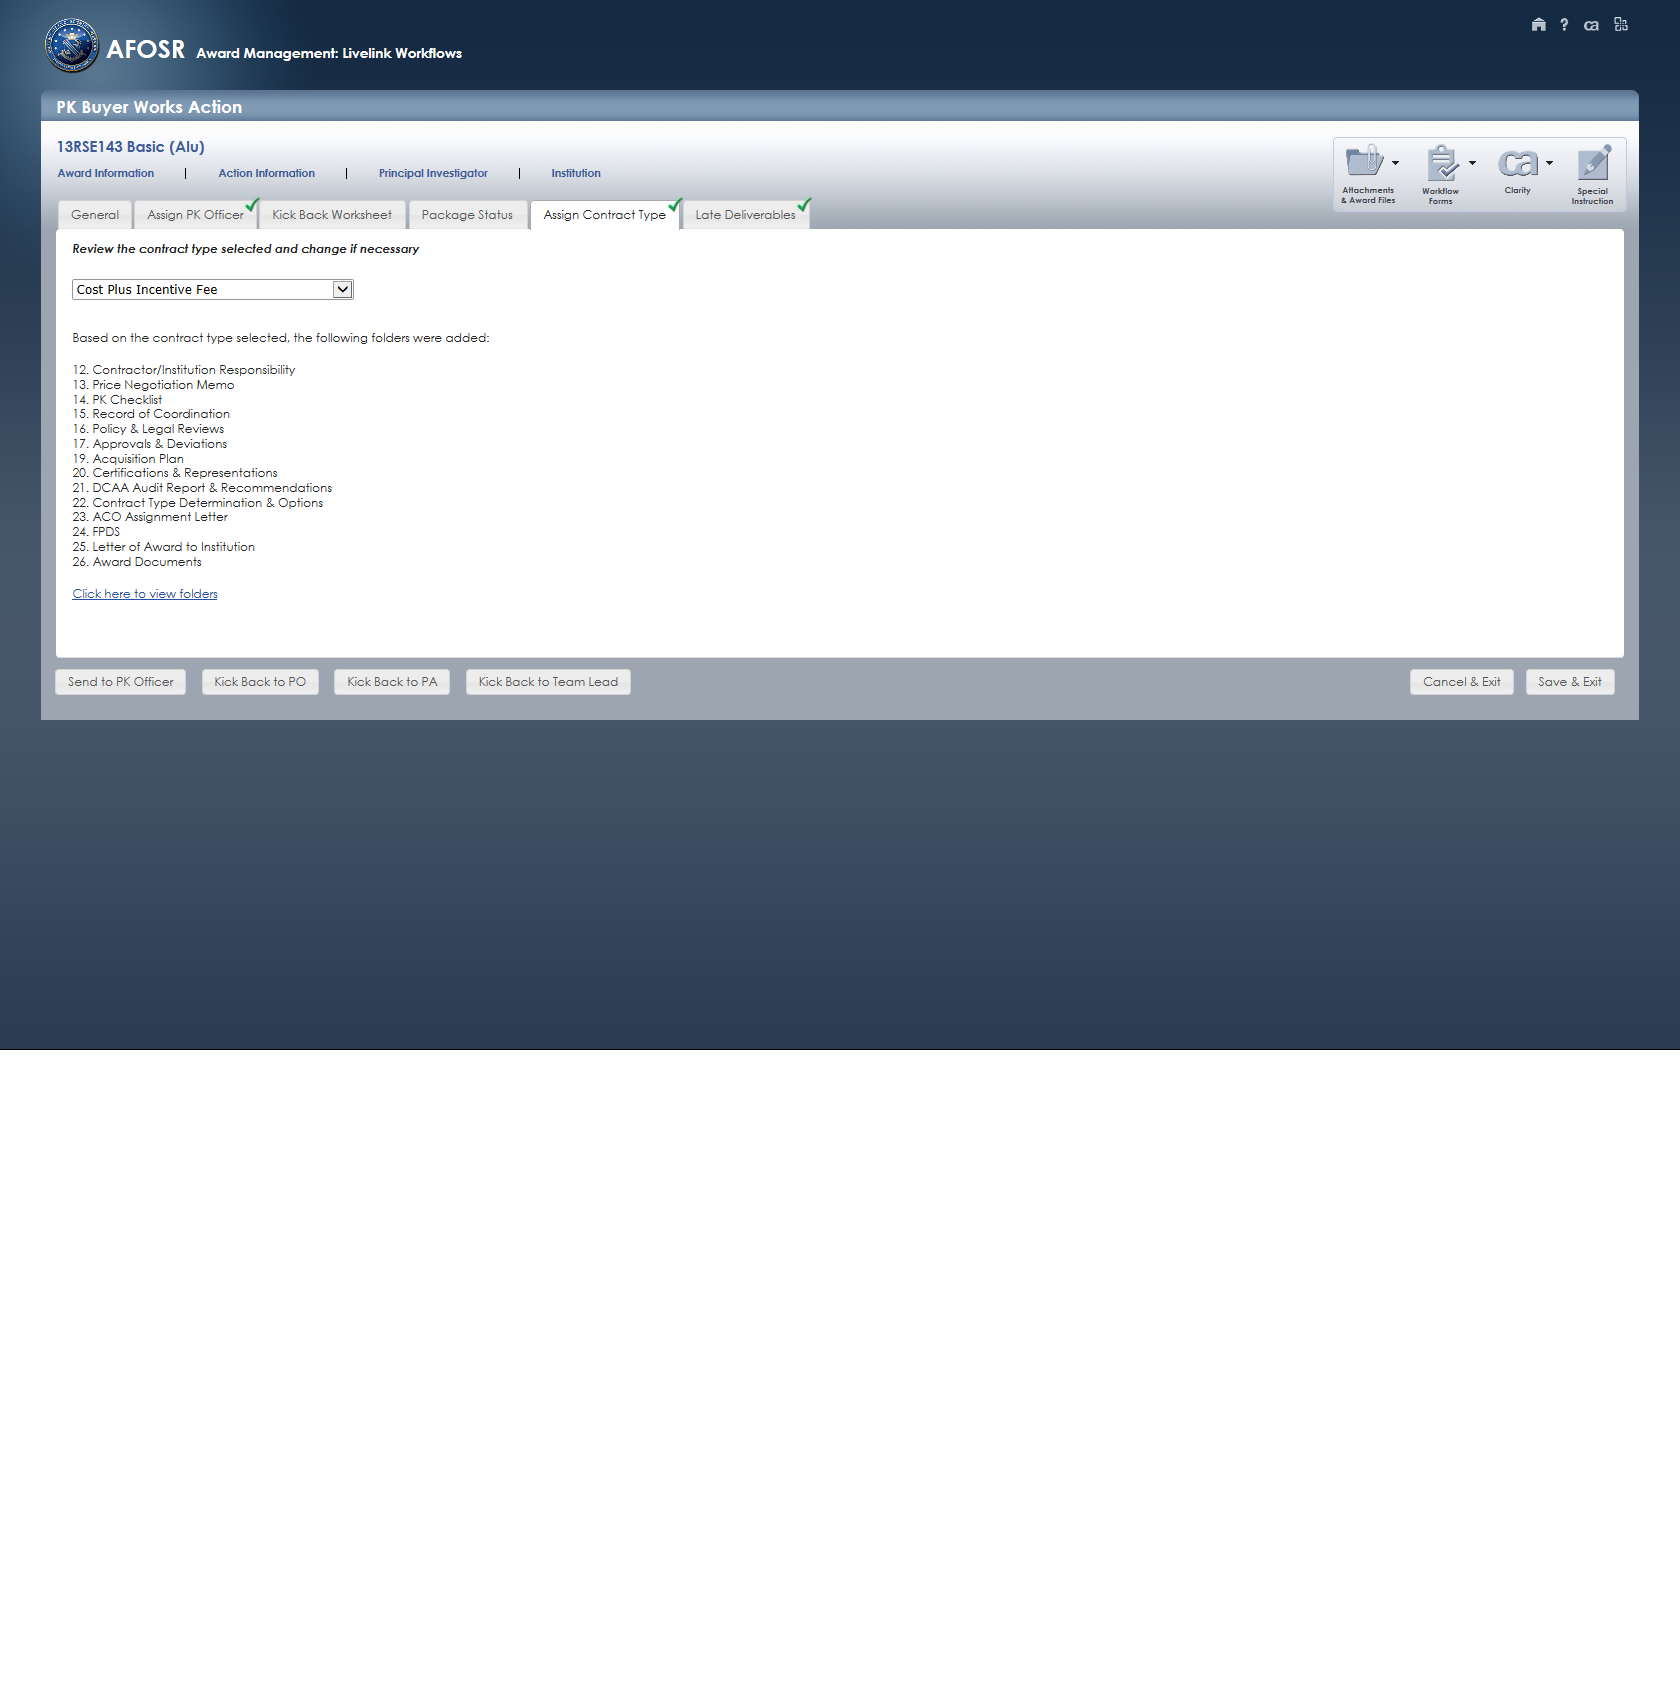 AFOSR Award Management: Livelink Workflows
?
ca
PK Buyer Works Action
13RSE143 Basic (Alu)
Award Information | Action Information | Principal Investigator | Institution
ca
Attachments & Award Files
Workflow Forms
Clarity
Special Instruction
General
Assign PK Officer
Kick Back Worksheet
Package Status
Assign Contract Type
Late Deliverables
Review the contract type selected and change if necessary
Cost Plus Incentive Fee
Based on the contract type selected, the following folders were added:
12. Contractor/Institution Responsibility
13. Price Negotiation Memo
14. PK Checklist
15. Record of Coordination
16. Policy & Legal Reviews
17. Approvals & Deviations
19. Acquisition Plan
20. Certifications & Representations
21. DCAA Audit Report & Recommendations
22. Contract Type Determination & Options
23. ACO Assignment Letter
24. FPDS
25. Letter of Award to Institution
26. Award Documents
Click here to view folders
Send to PK Officer
Kick Back to PO
Kick Back to PA
Kick Back to Team Lead
Cancel & Exit
Save & Exit